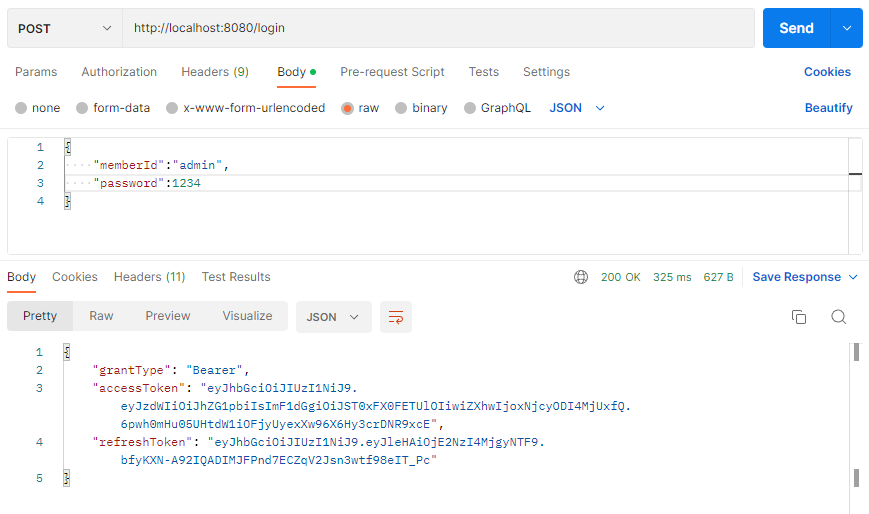 POST http://localhost:8080/login Send
Params Authorization Headers (9) Body Pre-request Script Tests Settings Cookies
none form-data x-www-form-urlencoded raw binary GraphQL JSON Beautify
1 {
2 "memberId":"admin",
3 "password":1234
4 }
Body Cookies Headers (11) Test Results 200 OK 325 ms 627 B Save Response
Pretty Raw Preview Visualize JSON
1 {
2 "grantType": "Bearer",
3 "accessToken": "eyJhbGciOiJIUzI1NiJ9.
eyJzdWIiOiJhZG1pbiIsImF1dGgiOiJST0xFX0FETUlOIiwiZXhwIjoxNjcyODI4MjUxfQ.
6pwh0mHu05UHtdW1iOFjyUyexXw96X6Hy3crDNR9xcE",
4 "refreshToken": "eyJhbGciOiJIUzI1NiJ9.eyJleHAiOjE2NzI4MjgyNTF9.
bfyKXN-A92IQADIMJFPnd7ECZqV2Jsn3wtf98eIT_Pc"
5 }